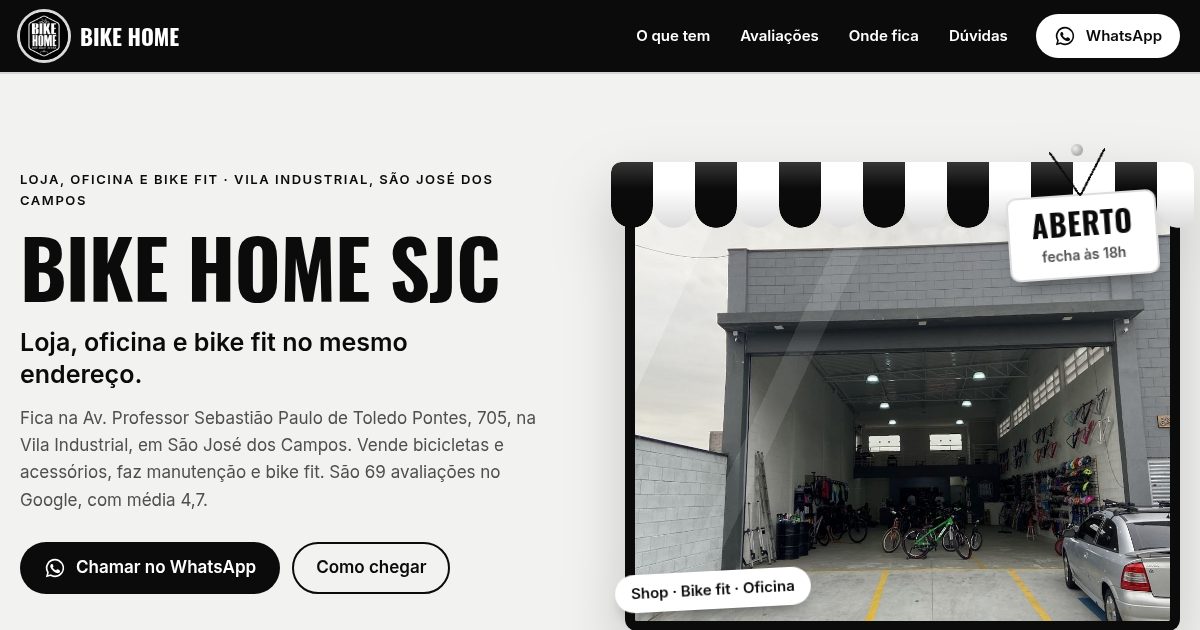 BIKE HOME
BIKE HOME
O que tem
Avaliações
Onde fica
Dúvidas
WhatsApp
LOJA, OFICINA E BIKE FIT · VILA INDUSTRIAL, SÃO JOSÉ DOS
CAMPOS
BIKE HOME SJC
Loja, oficina e bike fit no mesmo
endereço.
Fica na Av. Professor Sebastião Paulo de Toledo Pontes, 705, na
Vila Industrial, em São José dos Campos. Vende bicicletas e
acessórios, faz manutenção e bike fit. São 69 avaliações no
Google, com média 4,7.
Chamar no WhatsApp
Como chegar
ABERTO
fecha às 18h
Shop · Bike fit · Oficina